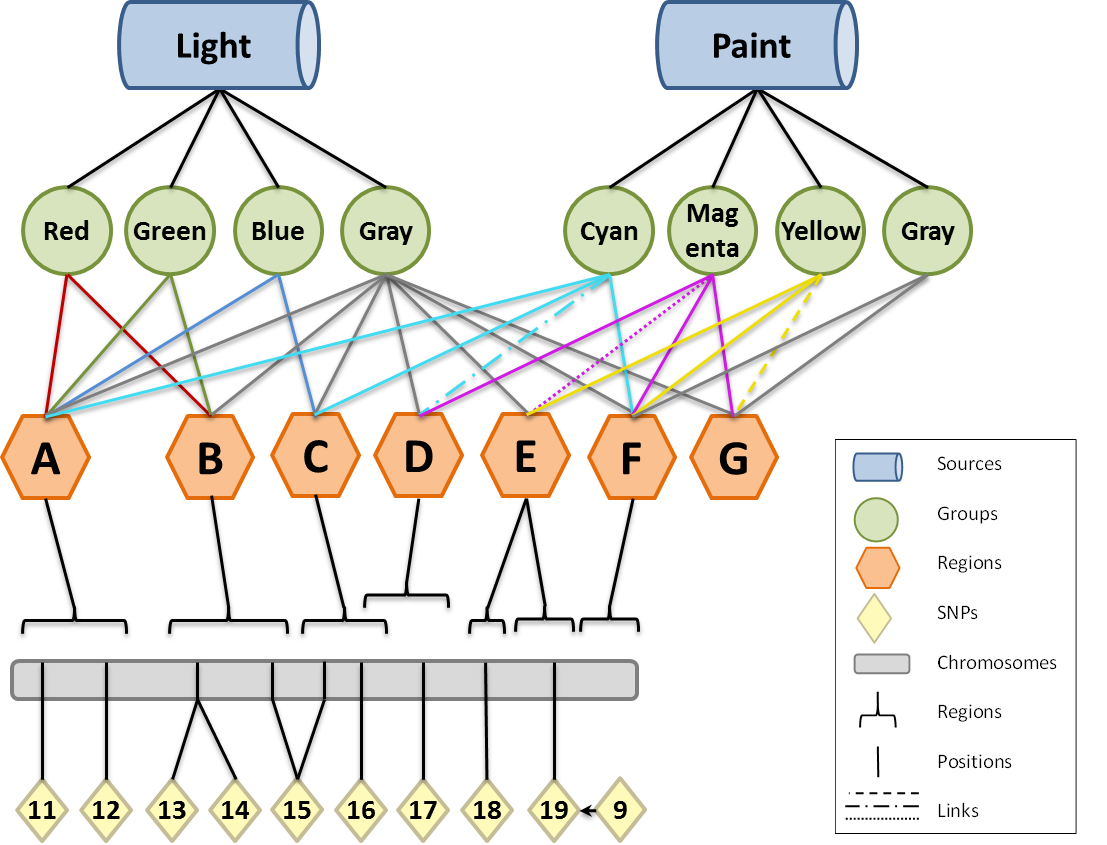 Light
Paint
Red
Green
Blue
Gray
Cyan
Mag
enta
Yellow
Gray
A
B
C
D
E
F
G
Sources
Groups
Regions
SNPs
Chromosomes
Regions
Positions
Links
11
12
13
14
15
16
17
18
19
9